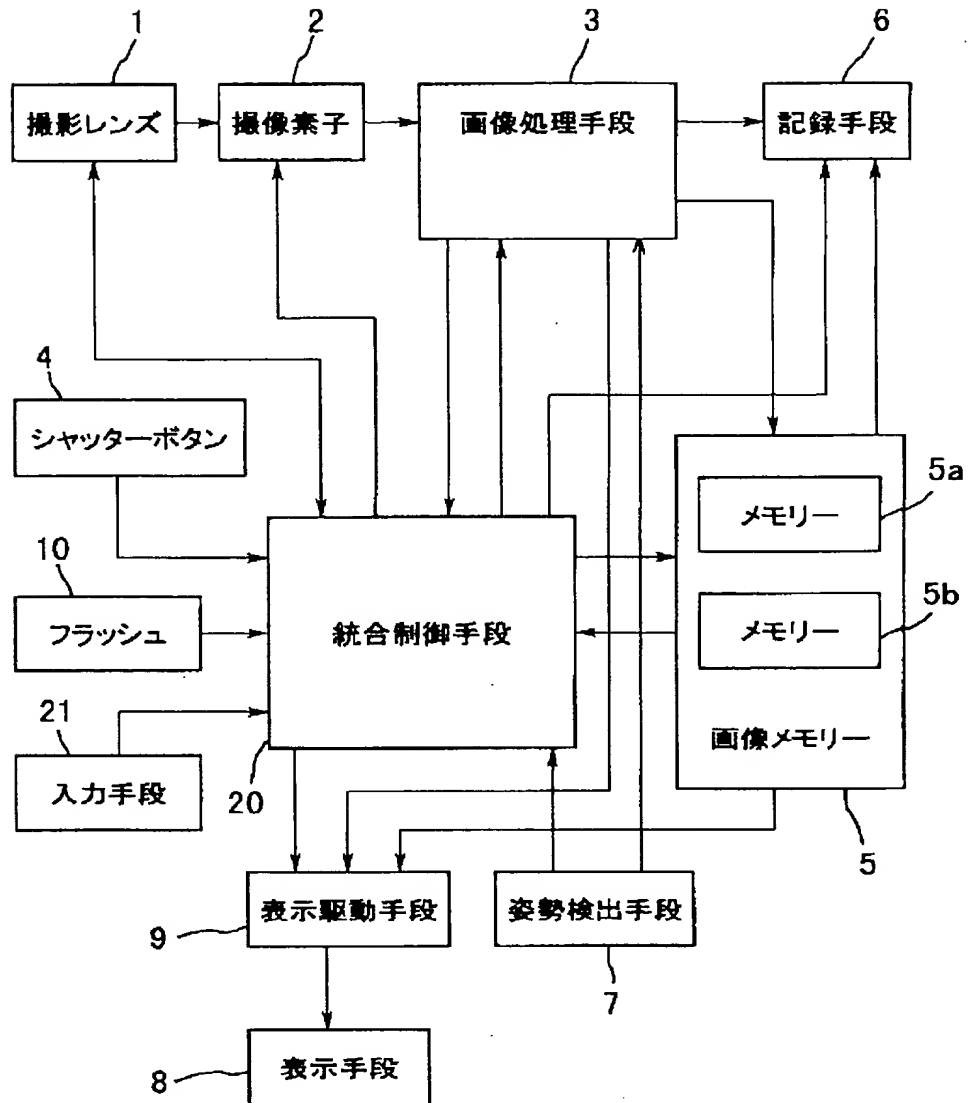 1
2
3
6
撮影レンズ
撮像素子
画像処理手段
記録手段
4
シャッターボタン
5a
メモリー
10
5b
フラッシュ
統合制御手段
メモリー
21
画像メモリー
入力手段
20
5
表示駆動手段
姿勢検出手段
9
7
表示手段
8